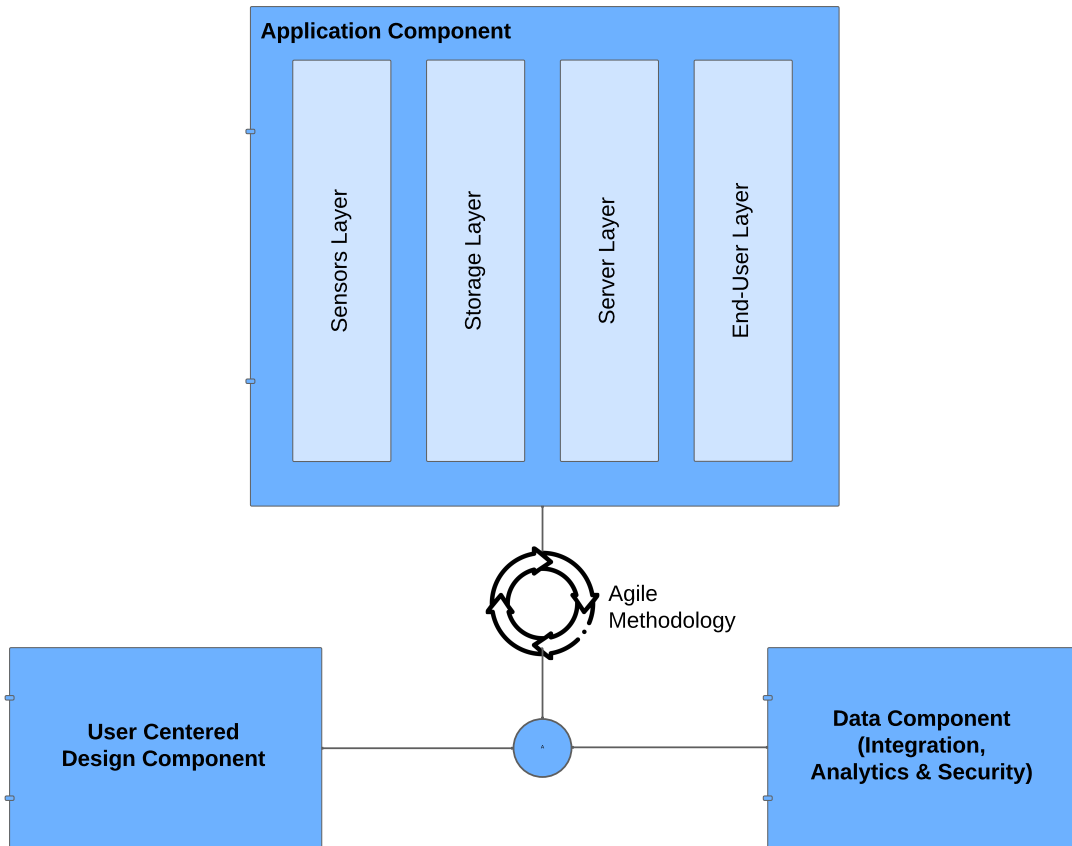 Application Component
Sensors Layer
Storage Layer
Server Layer
End-User Layer
Agile
Methodology
User Centered
Design Component
Data Component
(Integration,
Analytics & Security)